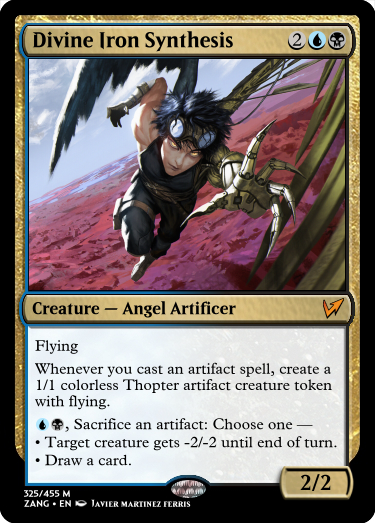 Divine Iron Synthesis 2
Creature — Angel Artificer
Flying
Whenever you cast an artifact spell, create a
1/1 colorless Thopter artifact creature token
with flying.
, Sacrifice an artifact: Choose one —
• Target creature gets -2/-2 until end of turn.
• Draw a card.
2/2
325/455 M
ZANG • EN JAVIER MARTINEZ FERRIS